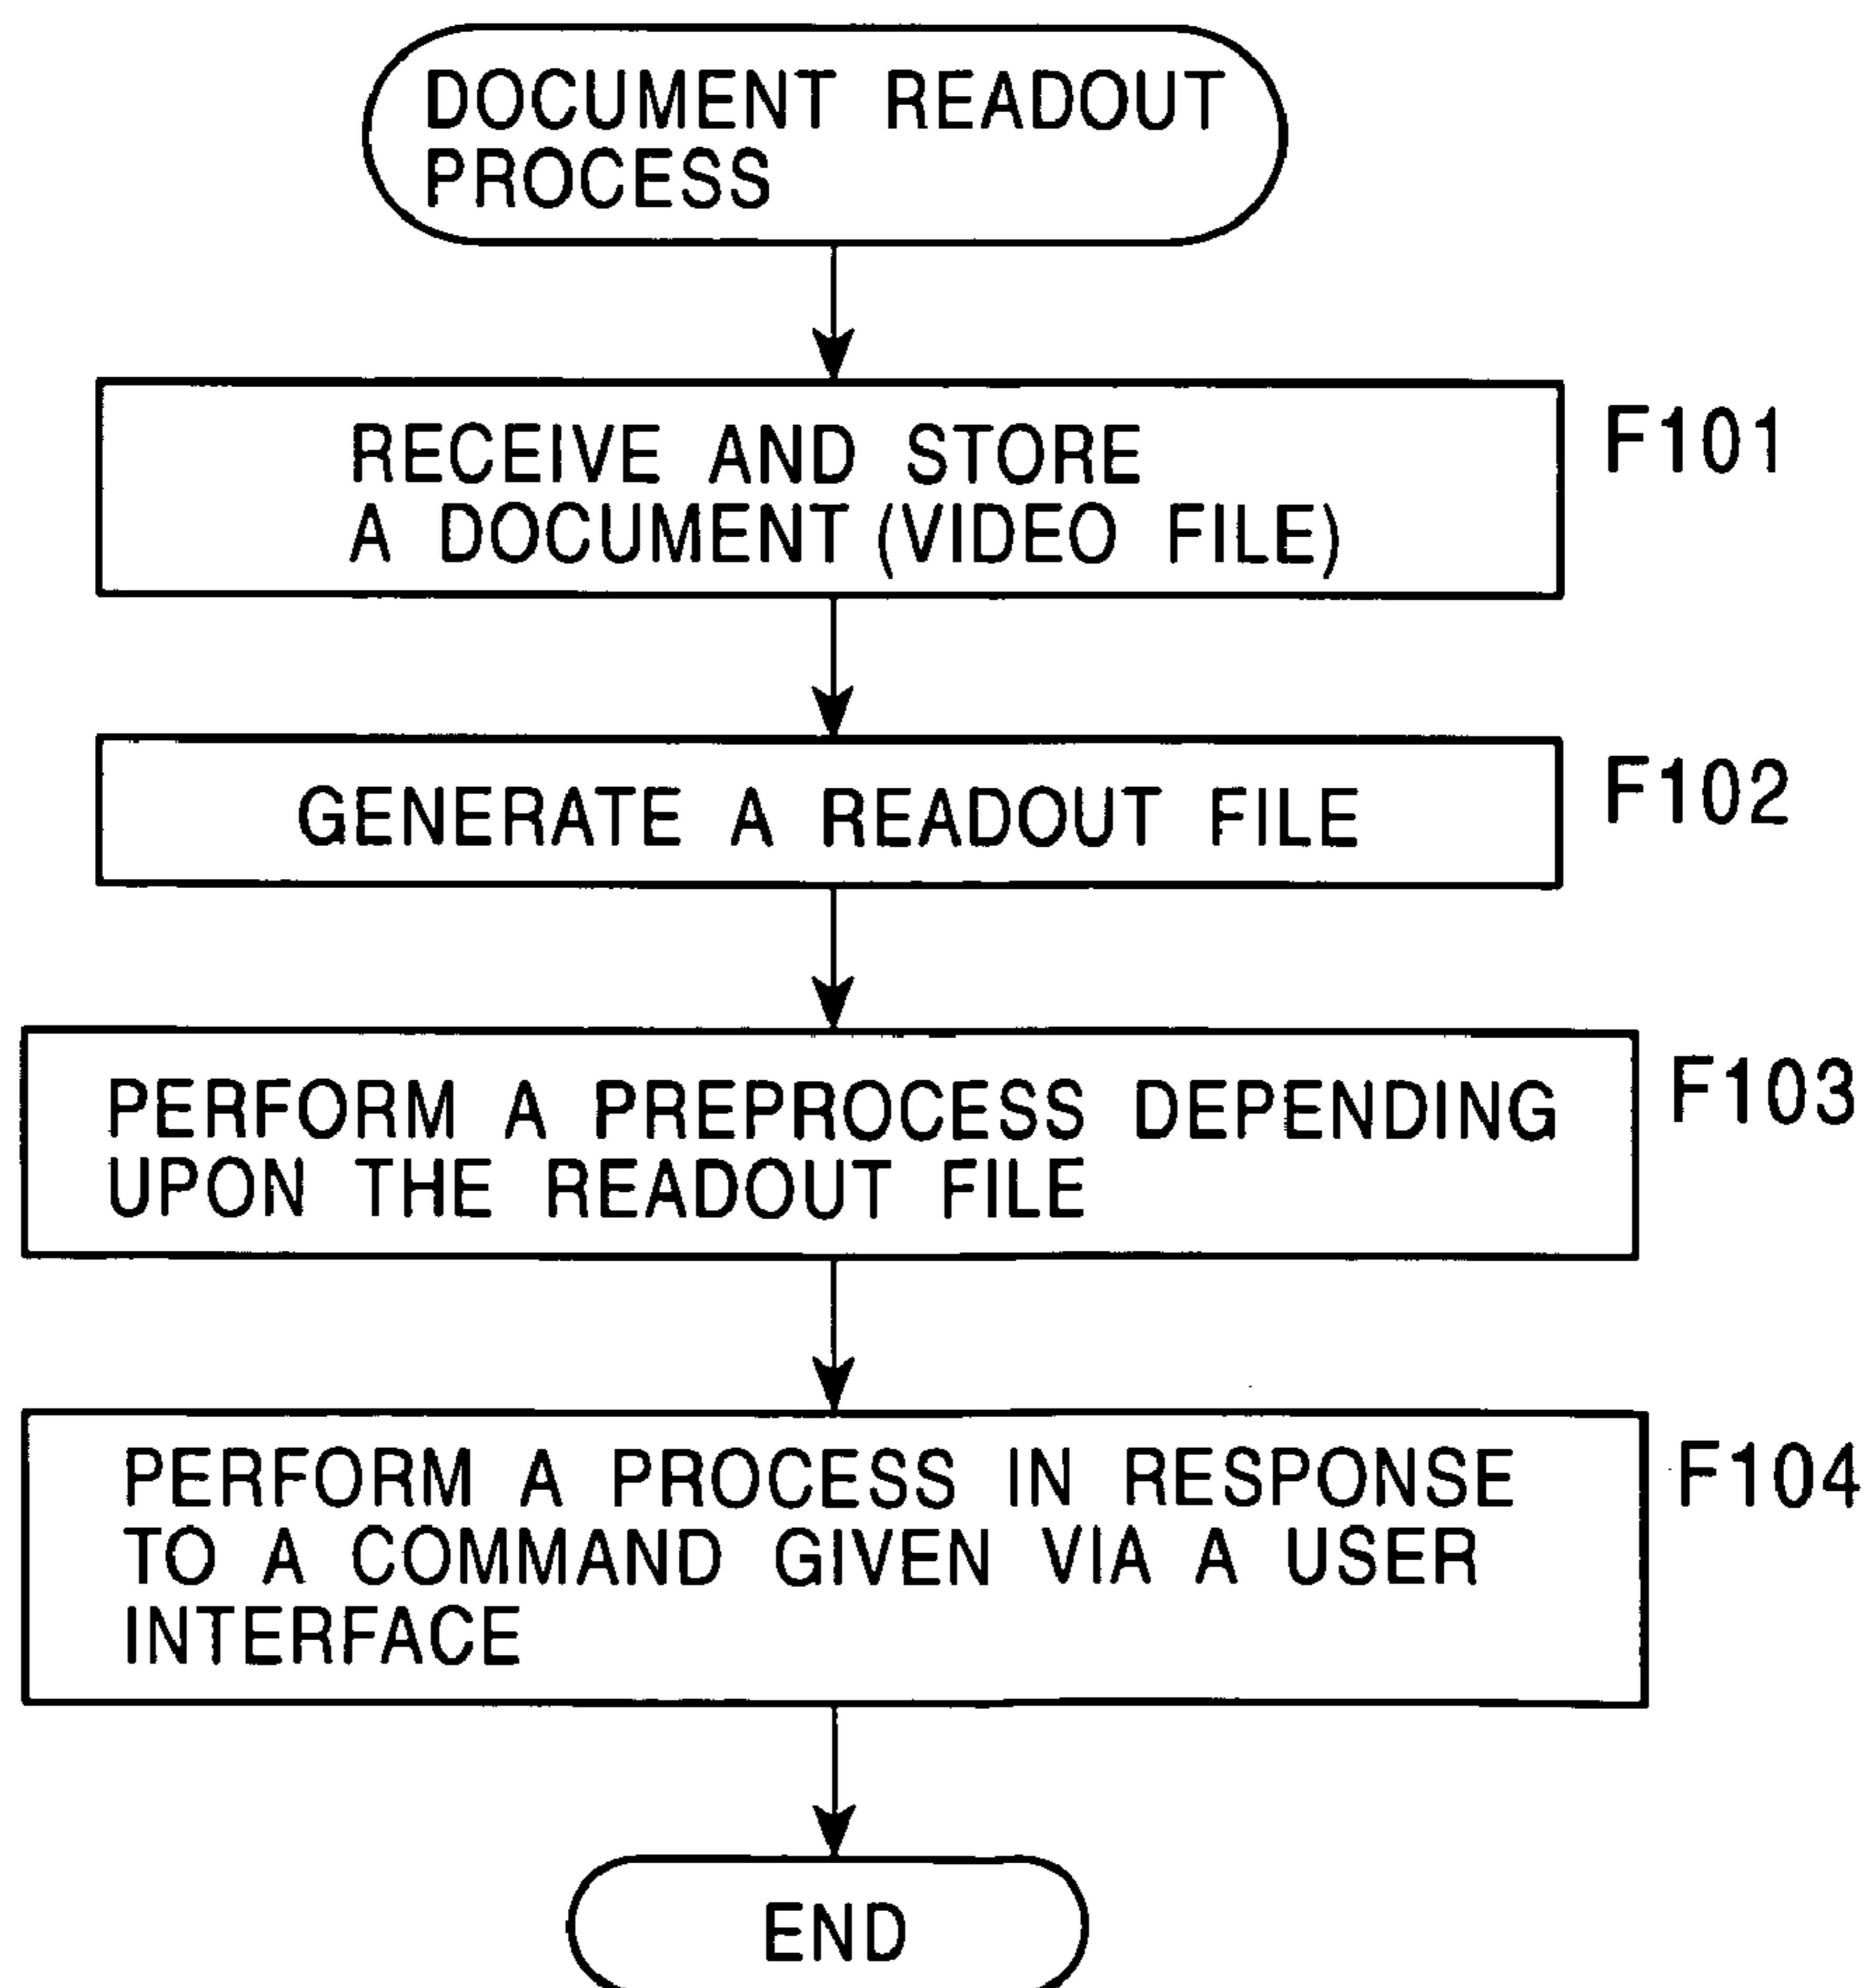 DOCUMENT READOUT
PROCESS
RECEIVE AND STORE
A DOCUMENT (VIDEO FILE)
F101
GENERATE A READOUT FILE
F102
PERFORM A PREPROCESS DEPENDING
UPON THE READOUT FILE
F103
PERFORM A PROCESS IN RESPONSE
TO A COMMAND GIVEN VIA A USER
INTERFACE
F104
END